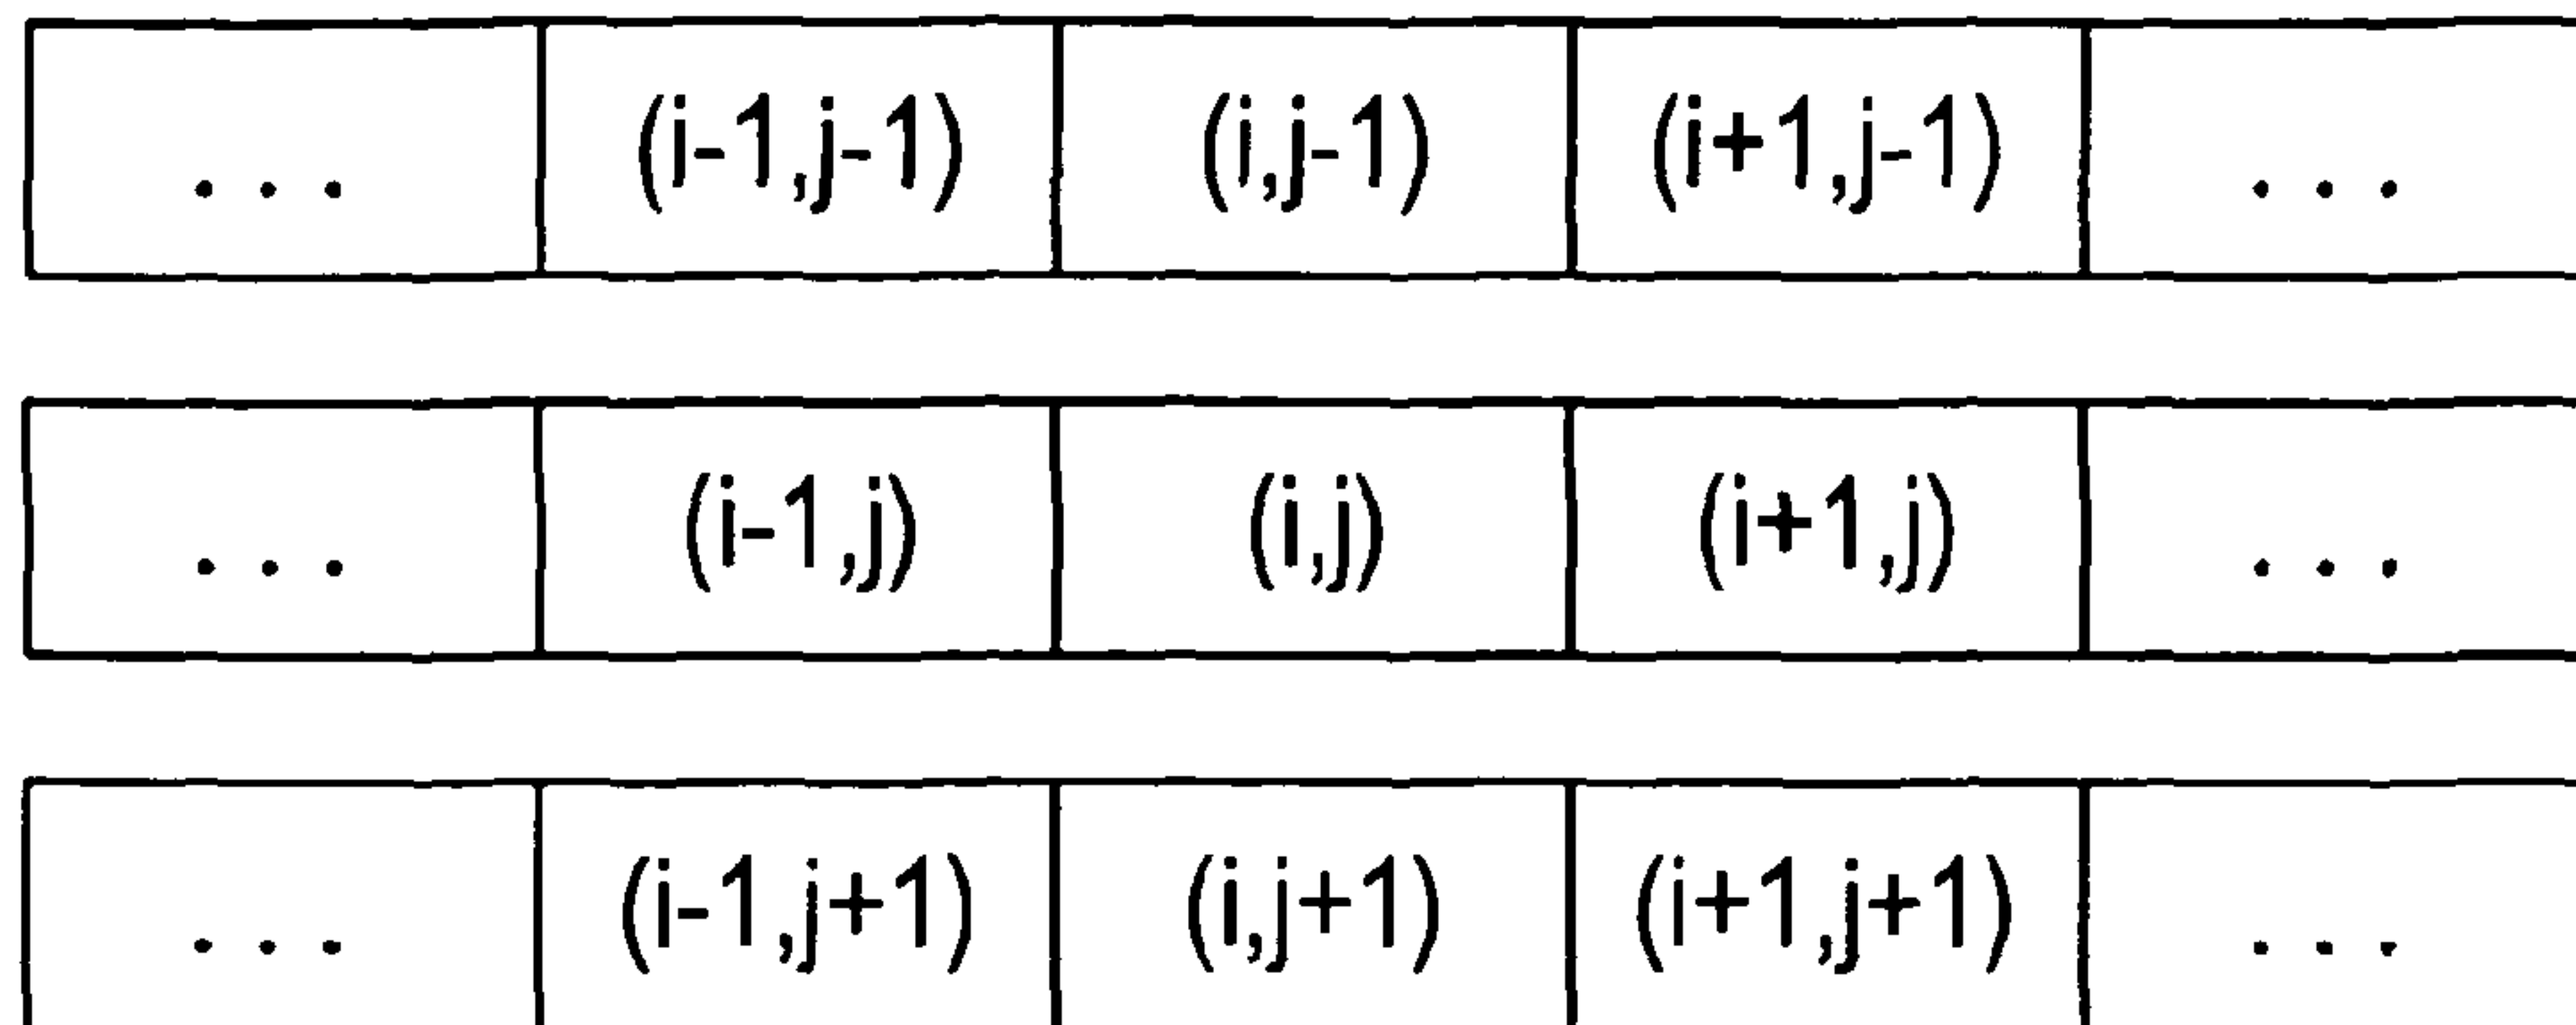 ... (i-1,j-1) (i,j-1) (i+1,j-1) ...
... (i-1,j) (i,j) (i+1,j) ...
... (i-1,j+1) (i,j+1) (i+1,j+1) ...